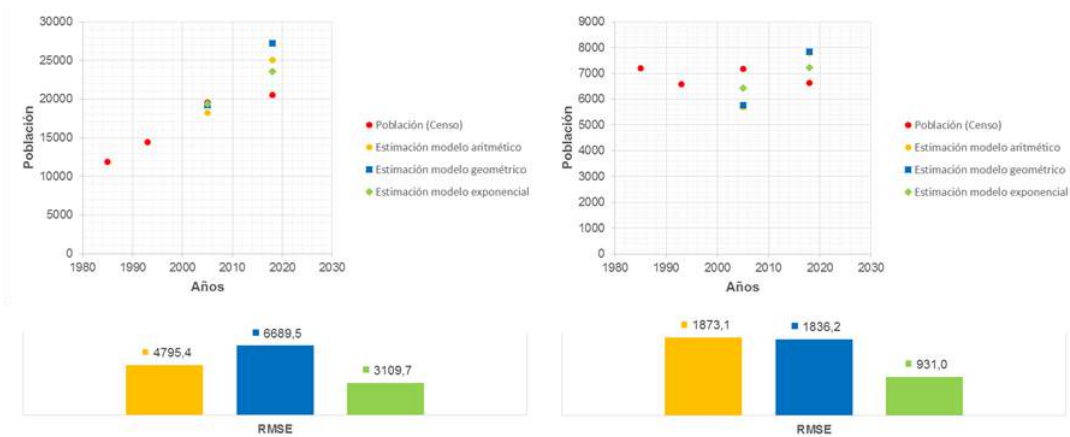 30000
25000
20000
15000
10000
5000
0
Población
1980 1990 2000 2010 2020 2030
Años
Población (Censo)
Estimación modelo aritmético
Estimación modelo geométrico
Estimación modelo exponencial
9000
8000
7000
6000
5000
4000
3000
2000
1000
0
Población
1980 1990 2000 2010 2020 2030
Años
Población (Censo)
Estimación modelo aritmético
Estimación modelo geométrico
Estimación modelo exponencial
4795,4
6689,5
3109,7
RMSE
1873,1
1836,2
931,0
RMSE